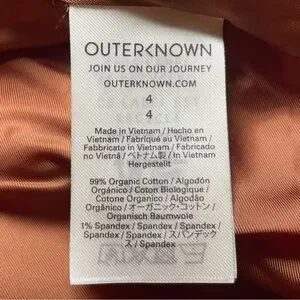 OUTERKNOWN
JOIN US ON OUR JOURNEY
OUTERKNOWN.COM
4
4
Made in Vietnam / Hecho en
Vietnam / Fabriqué au Vietnam /
Fabbricato in Vietnam / Fabricado
no Vietnã / ベトナム製 / In Vietnam
Hergestellt
99% Organic Cotton / Algodón
Orgánico / Coton Biologique /
Cotone Organico / Algodão
Orgânico / オーガニック・コットン /
Organisch Baumwolle
1% Spandex / Spandex / Spandex /
Spandex / Spandex / スパンデック
ス / Spandex